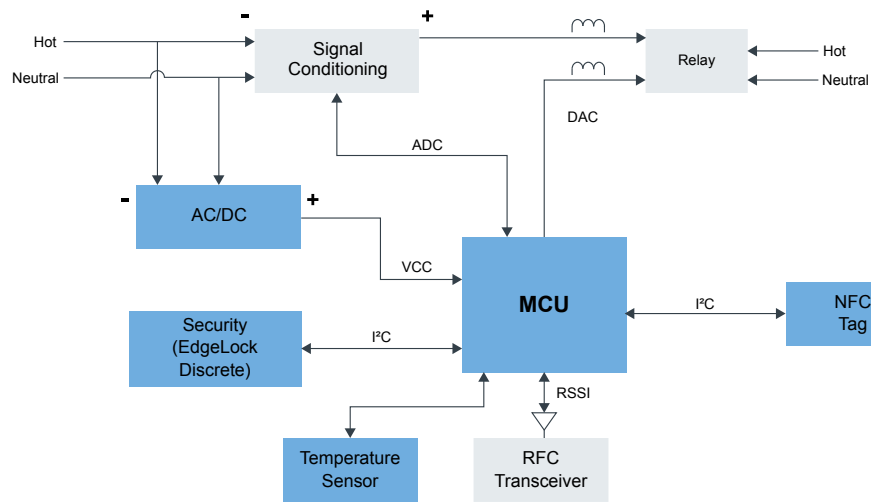 - +
Hot
Signal
Conditioning
Relay
Hot
Neutral
Neutral
DAC
ADC
- +
AC/DC
VCC
MCU
I²C
NFC
Tag
Security
(EdgeLock
Discrete)
I²C
RSSI
Temperature
Sensor
RFC
Transceiver